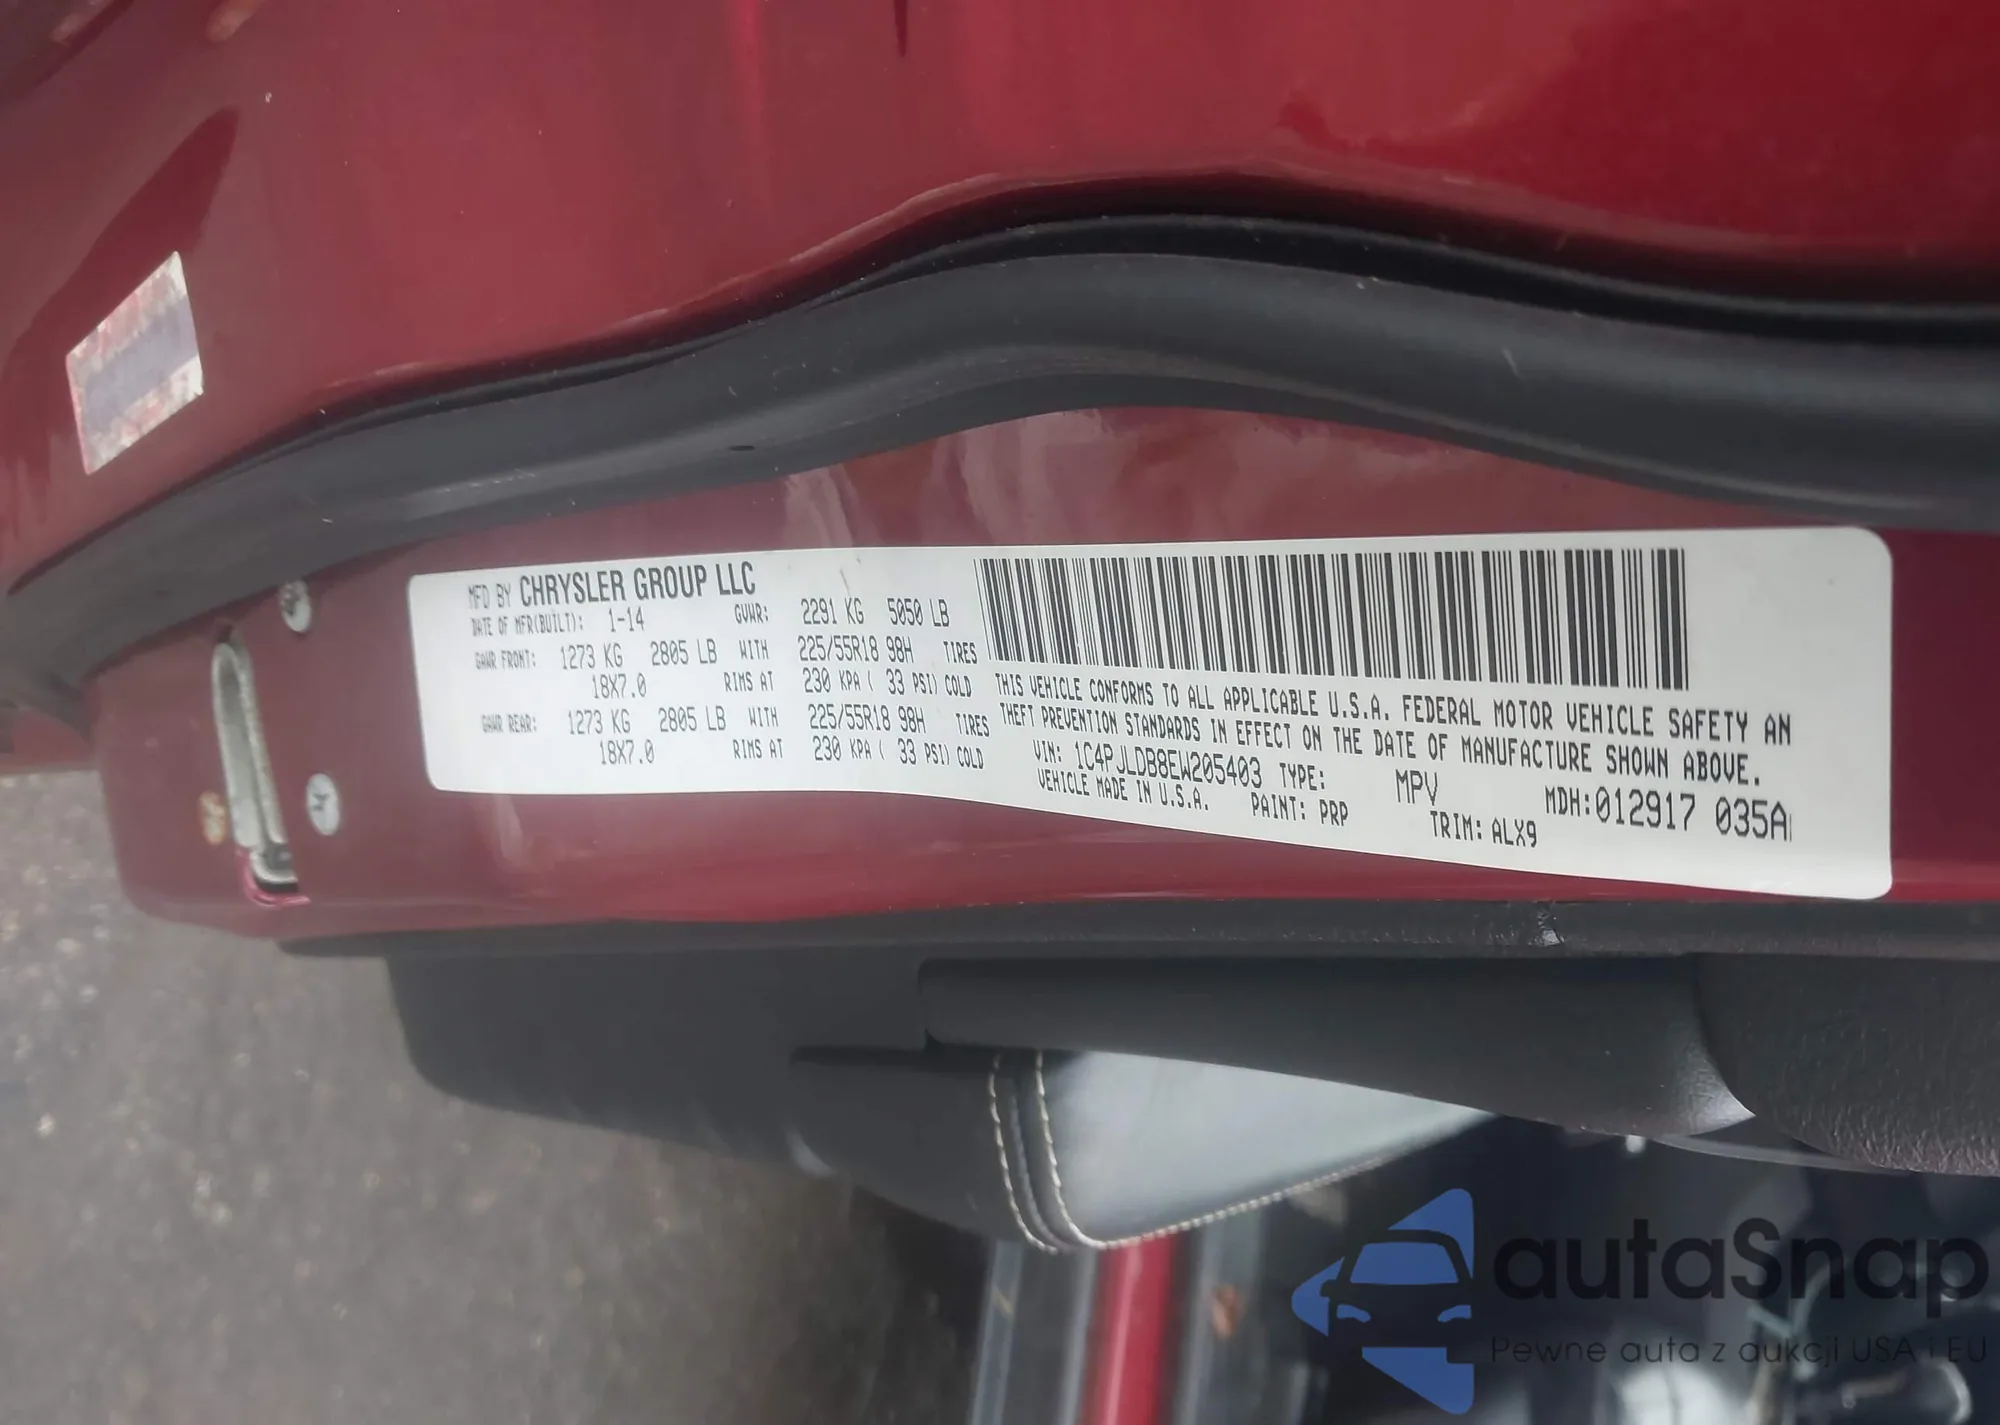 MFD BY CHRYSLER GROUP LLC
DATE OF MFR(BUILT): 1-14 GVWR: 2291 KG 5050 LB
GAWR FRONT: 1273 KG 2805 LB WITH 225/55R18 98H TIRES
18X7.0 RIMS AT 230 KPA ( 33 PSI) COLD
GAWR REAR: 1273 KG 2805 LB WITH 225/55R18 98H TIRES
18X7.0 RIMS AT 230 KPA ( 33 PSI) COLD
THIS VEHICLE CONFORMS TO ALL APPLICABLE U.S.A. FEDERAL MOTOR VEHICLE SAFETY AN
THEFT PREVENTION STANDARDS IN EFFECT ON THE DATE OF MANUFACTURE SHOWN ABOVE.
VIN: 1C4PJLDB8EW205403 TYPE: MPV MDH:012917 035A
VEHICLE MADE IN U.S.A. PAINT: PRP TRIM: ALX9
autaSnap
Pewne auta z aukcji USA i EU